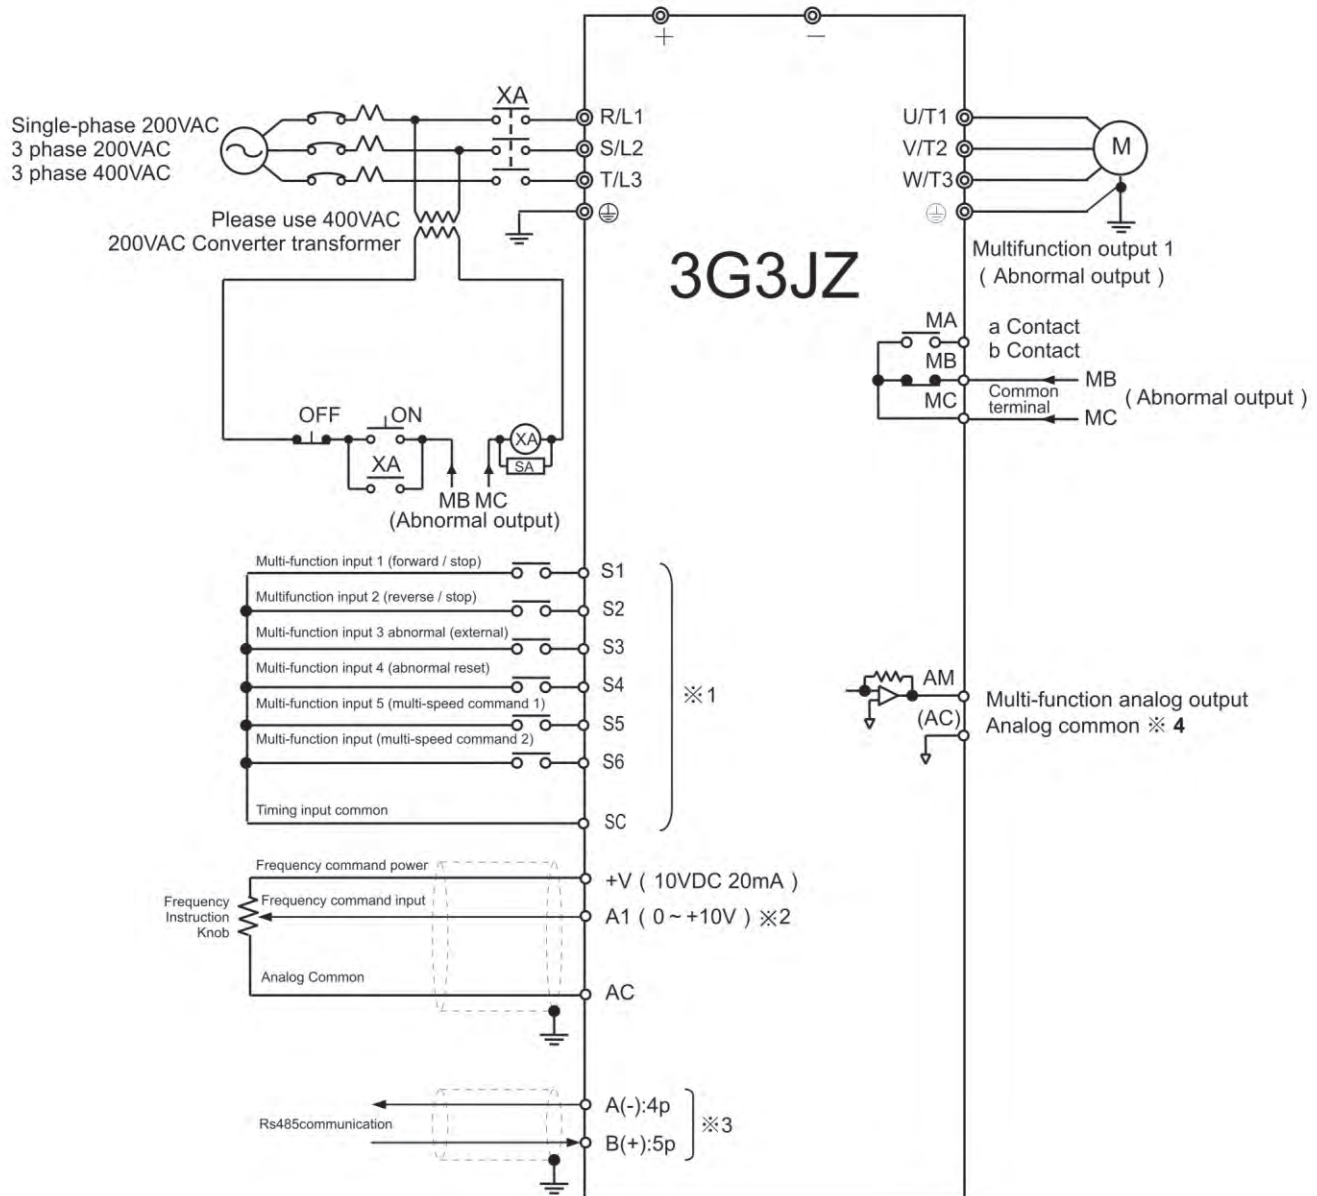 +
−
Single-phase 200VAC
3 phase 200VAC
3 phase 400VAC
XA
R/L1
S/L2
T/L3
Please use 400VAC
200VAC Converter transformer
U/T1
V/T2
W/T3
M
3G3JZ
Multifunction output 1
( Abnormal output )
MA
MB
MC
a Contact
b Contact
Common
terminal
MB
MC
( Abnormal output )
OFF
ON
XA
XA
SA
MB MC
(Abnormal output)
Multi-function input 1 (forward / stop)
S1
Multifunction input 2 (reverse / stop)
S2
Multi-function input 3 abnormal (external)
S3
Multi-function input 4 (abnormal reset)
S4
Multi-function input 5 (multi-speed command 1)
S5
Multi-function input (multi-speed command 2)
S6
※1
Timing input common
SC
AM
(AC)
Multi-function analog output
Analog common ※ 4
Frequency command power
+V ( 10VDC 20mA )
Frequency
Instruction
Knob
Frequency command input
A1 ( 0~ +10V ) ※2
Analog Common
AC
Rs485communication
A(-):4p
B(+):5p
※3